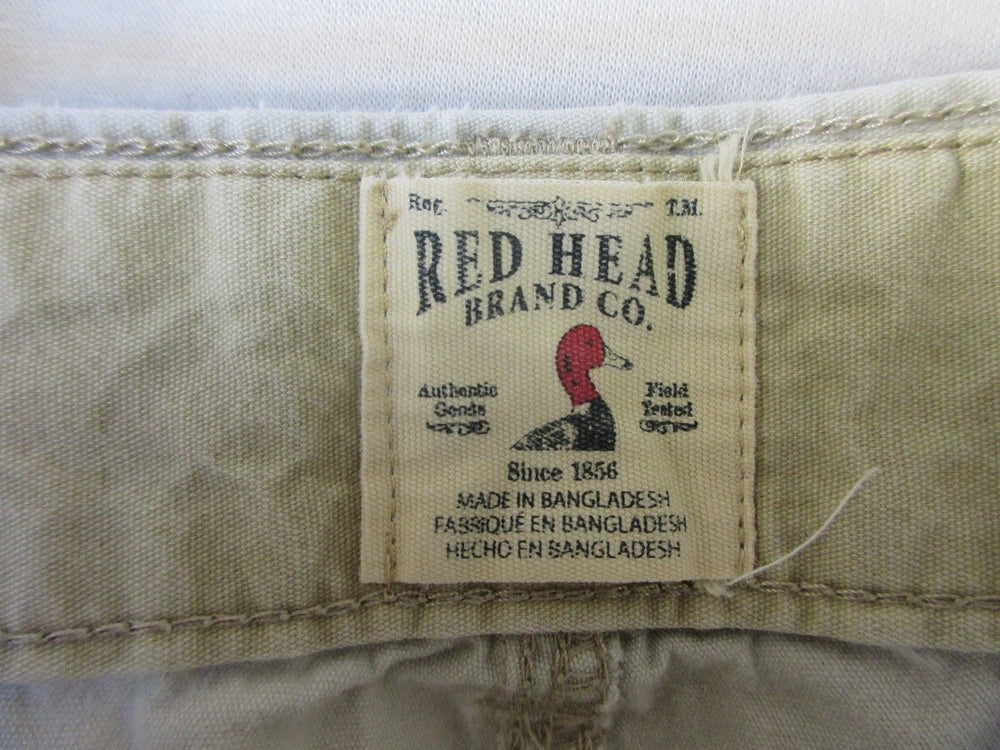 Reg. T.M.
RED HEAD
BRAND CO.
Authentic Field
Goods Tested
Since 1856
MADE IN BANGLADESH
FABRIQUÉ EN BANGLADESH
HECHO EN BANGLADESH